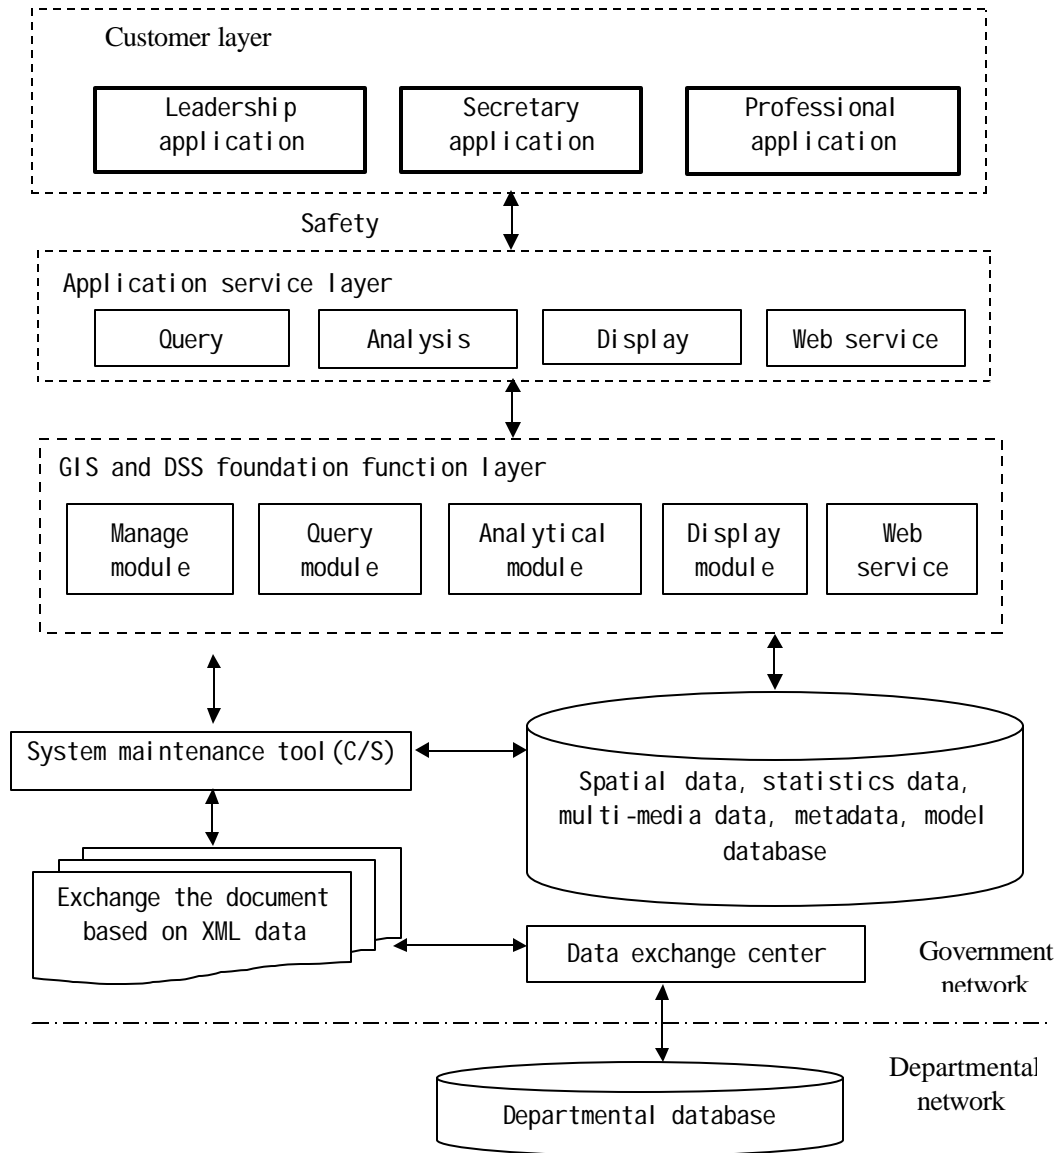 Customer layer
Leadership
application
Secretary
application
Professional
application
Safety
Application service layer
Query
Analysis
Display
Web service
GIS and DSS foundation function layer
Manage
module
Query
module
Analytical
module
Display
module
Web
service
System maintenance tool(C/S)
Spatial data, statistics data,
multi-media data, metadata, model
database
Exchange the document
based on XML data
Data exchange center
Government
network
Departmental
network
Departmental database